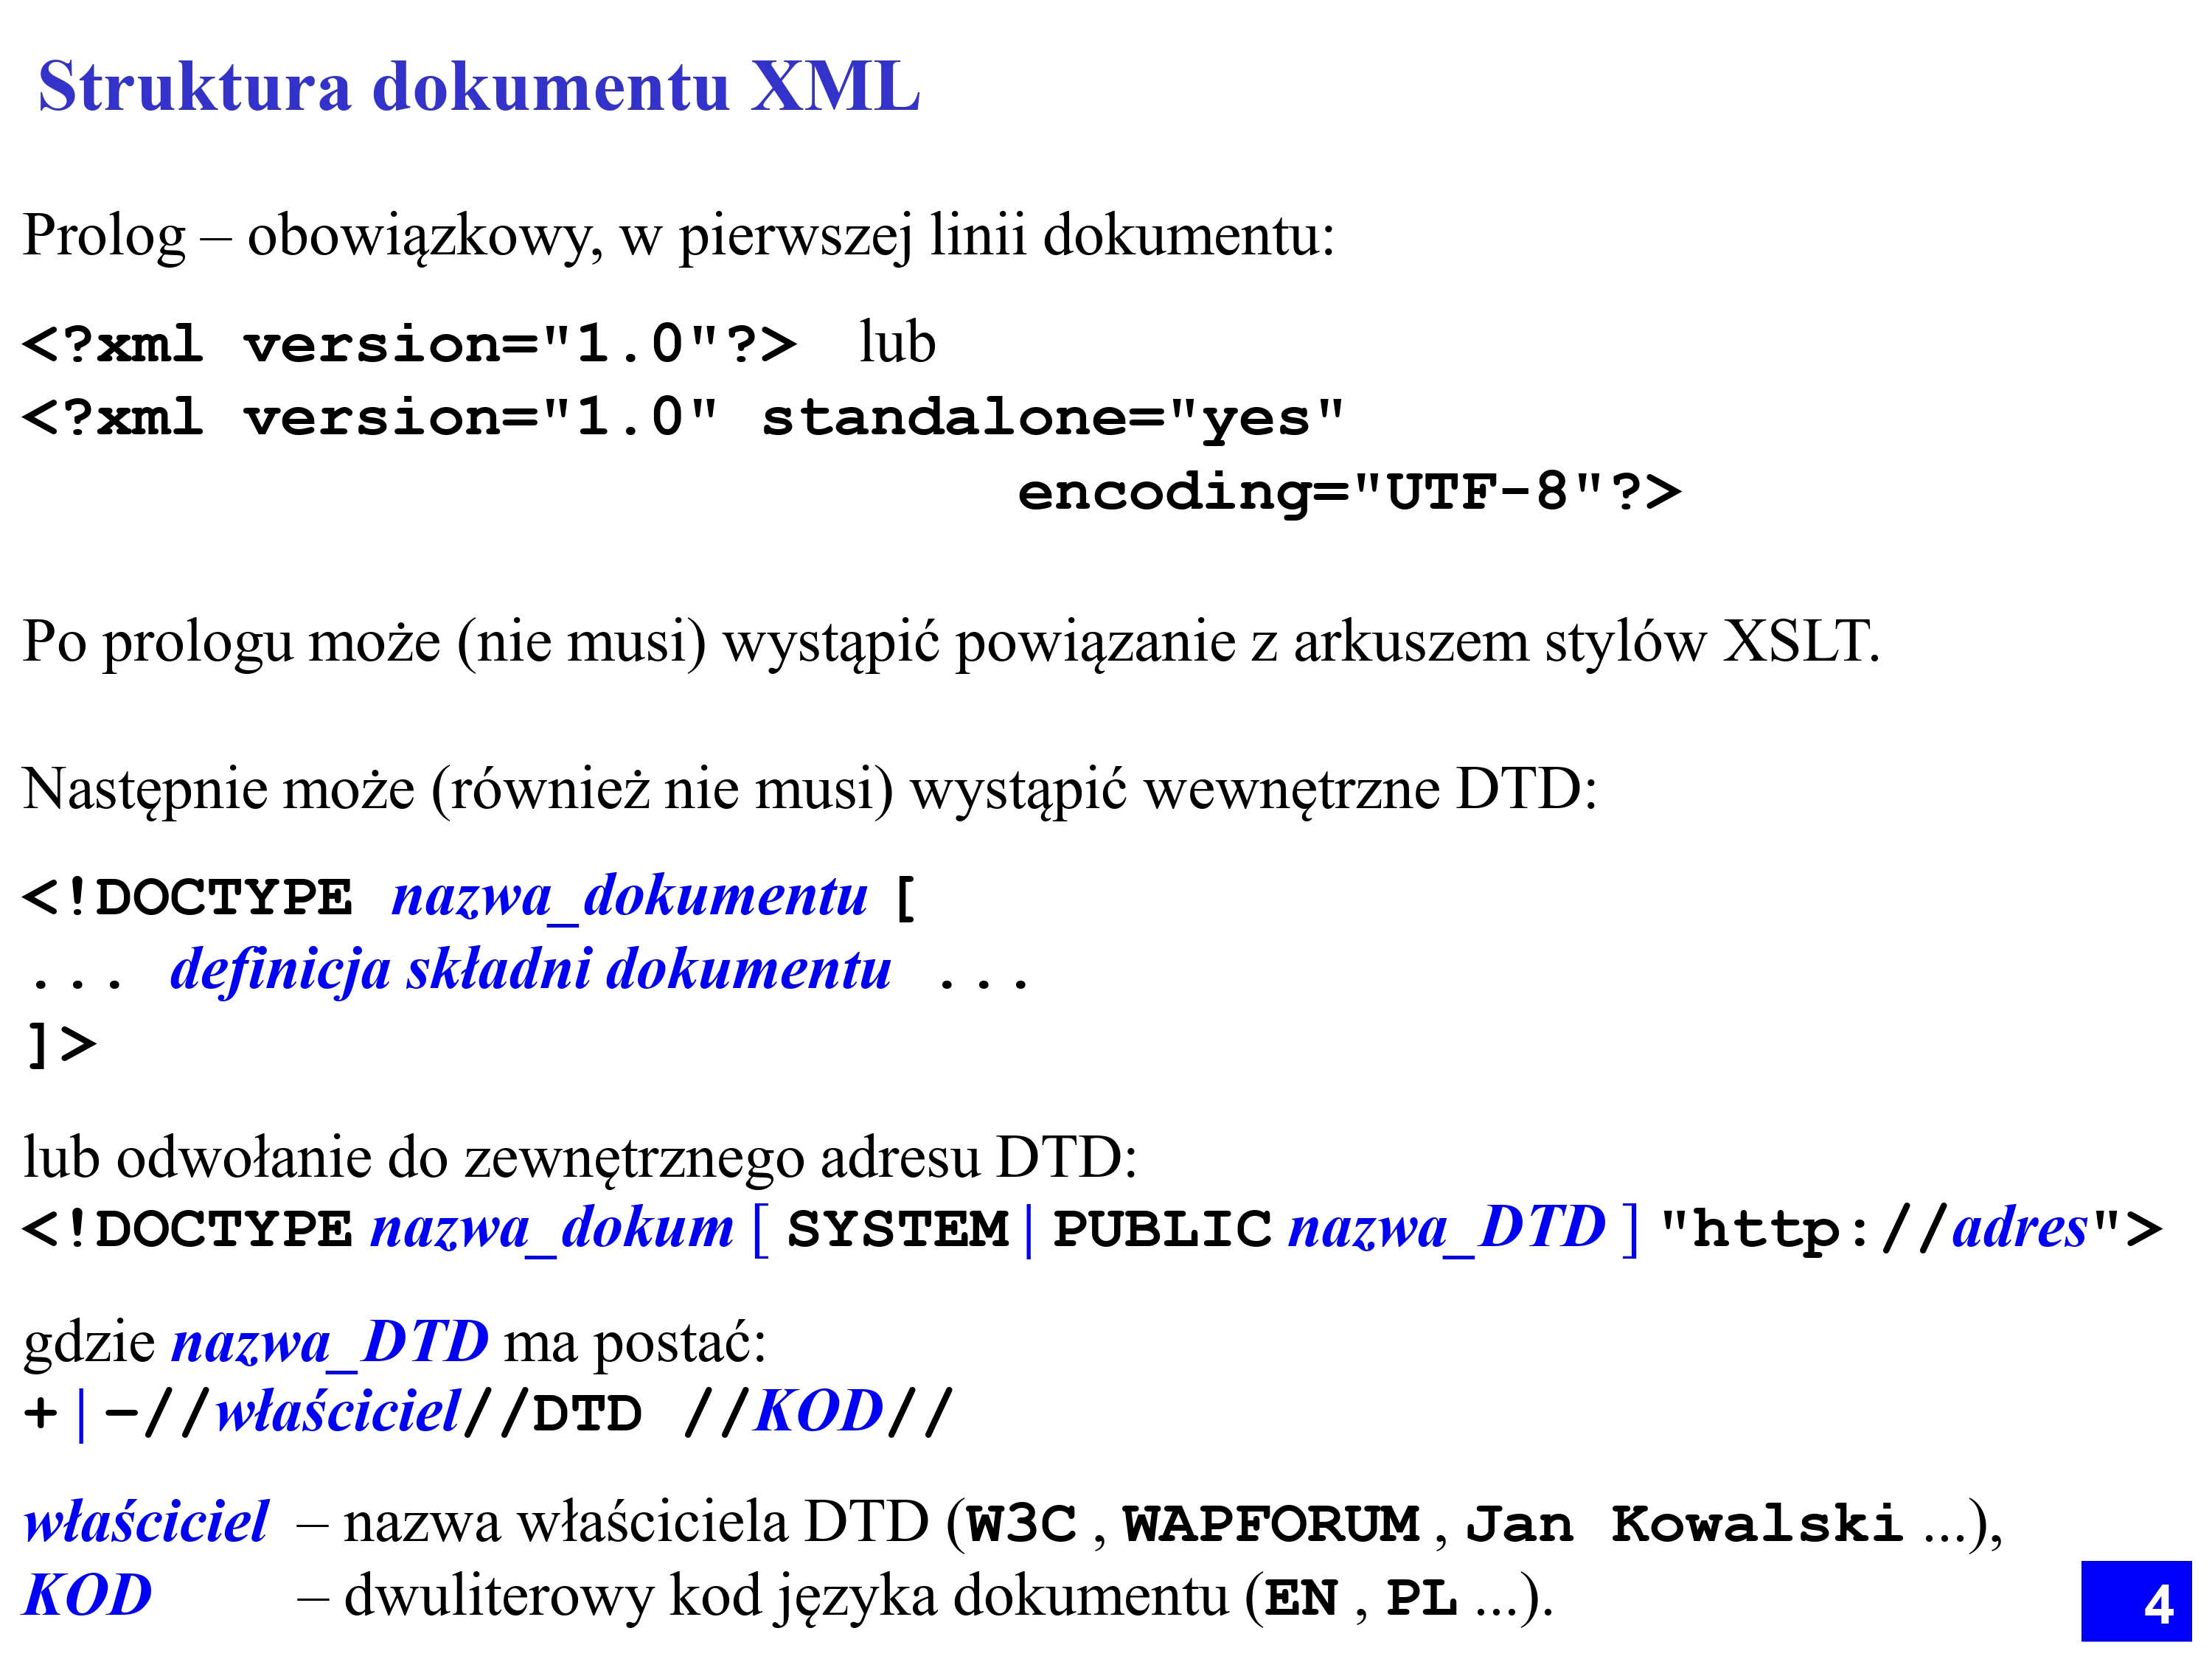 Struktura dokumentu XML
Prolog – obowiązkowy, w pierwszej linii dokumentu:
<?xml version="1.0"?> lub
<?xml version="1.0" standalone="yes"
encoding="UTF-8"?>
Po prologu może (nie musi) wystąpić powiązanie z arkuszem stylów XSLT.
Następnie może (również nie musi) wystąpić wewnętrzne DTD:
<!DOCTYPE nazwa_dokumentu [
... definicja składni dokumentu ...
]>
lub odwołanie do zewnętrznego adresu DTD:
<!DOCTYPE nazwa_dokum [ SYSTEM | PUBLIC nazwa_DTD ] "http://adres">
gdzie nazwa_DTD ma postać:
+ | -//właściciel//DTD //KOD//
właściciel – nazwa właściciela DTD (W3C , WAPFORUM , Jan Kowalski ...),
KOD – dwuliterowy kod języka dokumentu (EN , PL ...).
4